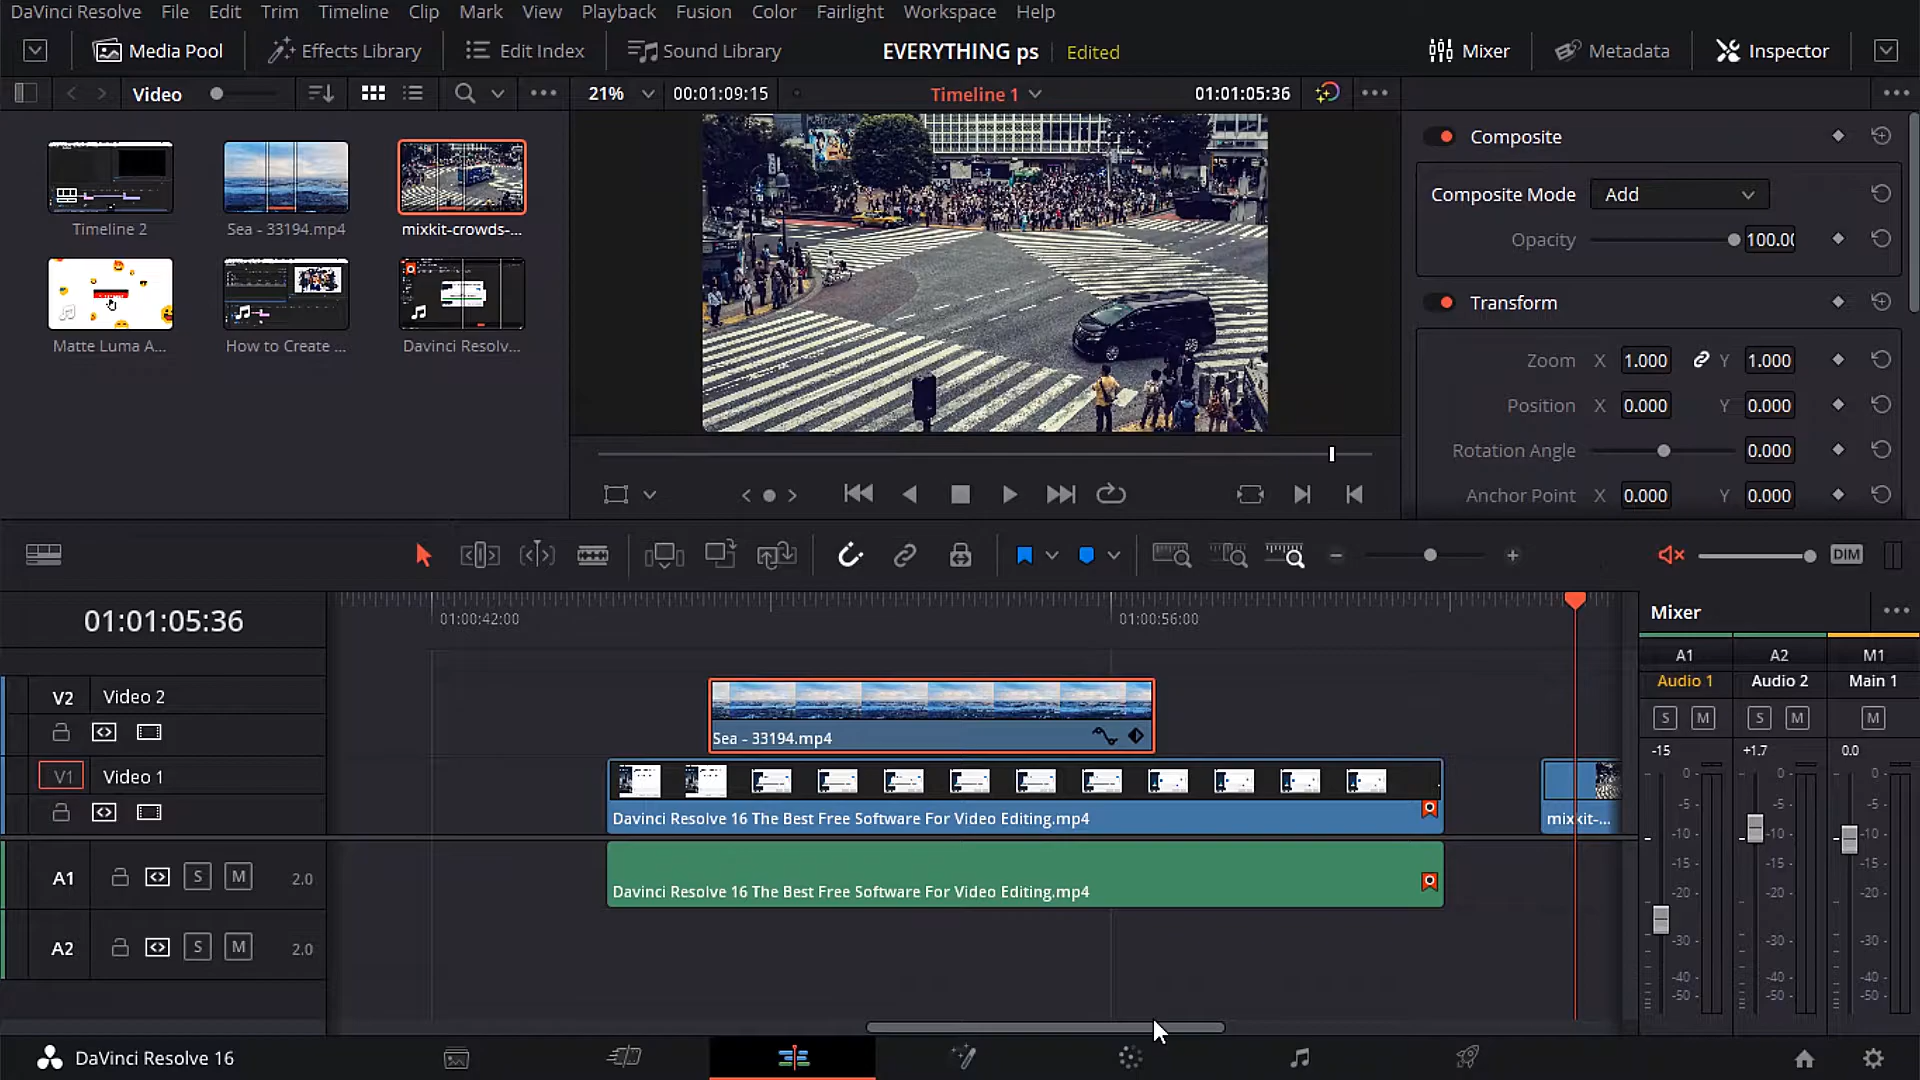 DaVinci Resolve File Edit Trim Timeline Clip Mark View Playback Fusion Color Fairlight Workspace Help
Media Pool Effects Library Edit Index Sound Library EVERYTHING ps Edited Mixer Metadata Inspector
Video 21% 00:01:09:15 Timeline 1 01:01:05:36
Timeline 2 Sea - 33194.mp4 mixkit-crowds-...
Matte Luma A... How to Create ... Davinci Resolv...
Composite
Composite Mode Add
Opacity 100.00
Transform
Zoom X 1.000 Y 1.000
Position X 0.000 Y 0.000
Rotation Angle 0.000
Anchor Point X 0.000 Y 0.000
DIM
01:01:05:36
01:00:42:00 01:00:56:00
V2 Video 2
Sea - 33194.mp4
V1 Video 1
Davinci Resolve 16 The Best Free Software For Video Editing.mp4
mixkit-...
A1 S M 2.0
Davinci Resolve 16 The Best Free Software For Video Editing.mp4
A2 S M 2.0
Mixer
A1 A2 M1
Audio 1 Audio 2 Main 1
S M S M M
-15 +1.7 0.0
0- 0- 0-
-5- -5- -5-
-10- -10- -10-
-15- -15- -15-
-20- -20- -20-
-30- -30- -30-
-40- -40- -40-
-50- -50- -50-
DaVinci Resolve 16